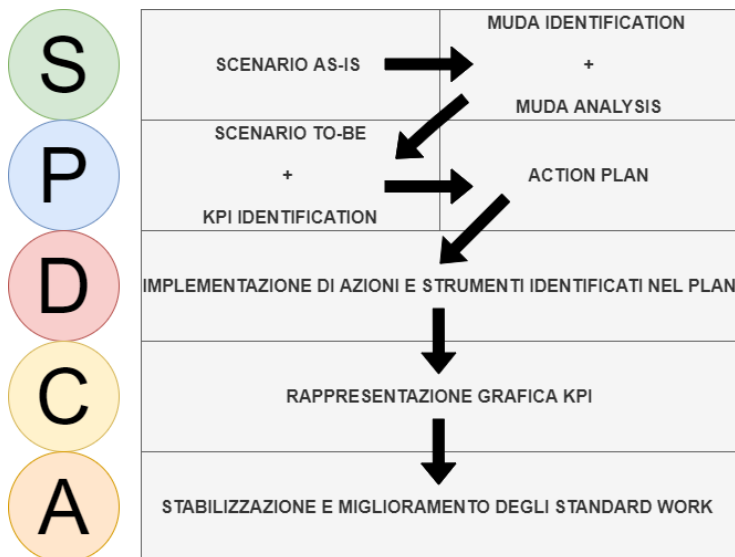 S
SCENARIO AS-IS
MUDA IDENTIFICATION
+
MUDA ANALYSIS
P
SCENARIO TO-BE
+
KPI IDENTIFICATION
ACTION PLAN
D
IMPLEMENTAZIONE DI AZIONI E STRUMENTI IDENTIFICATI NEL PLAN
C
RAPPRESENTAZIONE GRAFICA KPI
A
STABILIZZAZIONE E MIGLIORAMENTO DEGLI STANDARD WORK